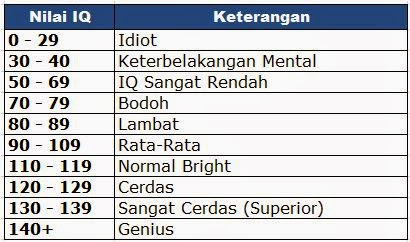 Nilai IQ Keterangan
0 - 29 Idiot
30 - 40 Keterbelakangan Mental
50 - 69 IQ Sangat Rendah
70 - 79 Bodoh
80 - 89 Lambat
90 - 109 Rata-Rata
110 - 119 Normal Bright
120 - 129 Cerdas
130 - 139 Sangat Cerdas (Superior)
140+ Genius